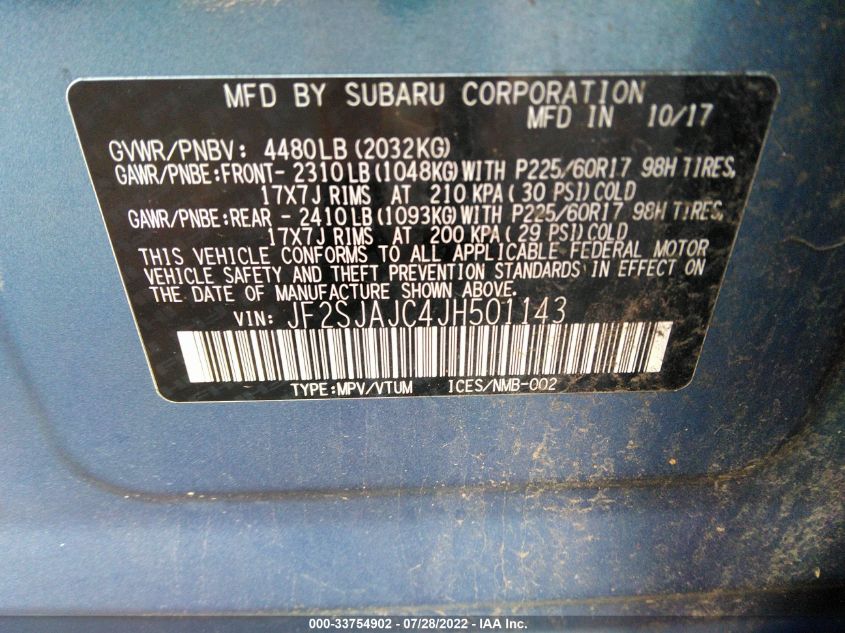 MFD BY SUBARU CORPORATION
MFD IN 10/17
GVWR/PNBV: 4480LB (2032KG)
GAWR/PNBE:FRONT- 2310LB (1048KG) WITH P225/60R17 98H TIRES,
17X7J RIMS AT 210 KPA (30 PSI) COLD
GAWR/PNBE:REAR - 2410LB (1093KG) WITH P225/60R17 98H TIRES,
17X7J RIMS AT 200 KPA (29 PSI) COLD
THIS VEHICLE CONFORMS TO ALL APPLICABLE FEDERAL MOTOR
VEHICLE SAFETY AND THEFT PREVENTION STANDARDS IN EFFECT ON
THE DATE OF MANUFACTURE SHOWN ABOVE.
VIN: JF2SJAJC4JH501143
TYPE:MPV/VTUM ICES/NMB-002
000-33754902 - 07/28/2022 - IAA Inc.